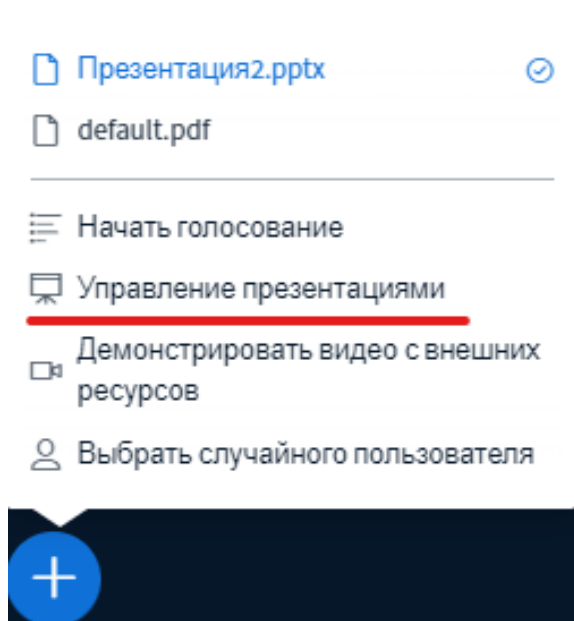 Презентация2.pptx
default.pdf
Начать голосование
Управление презентациями
Демонстрировать видео с внешних
ресурсов
Выбрать случайного пользователя